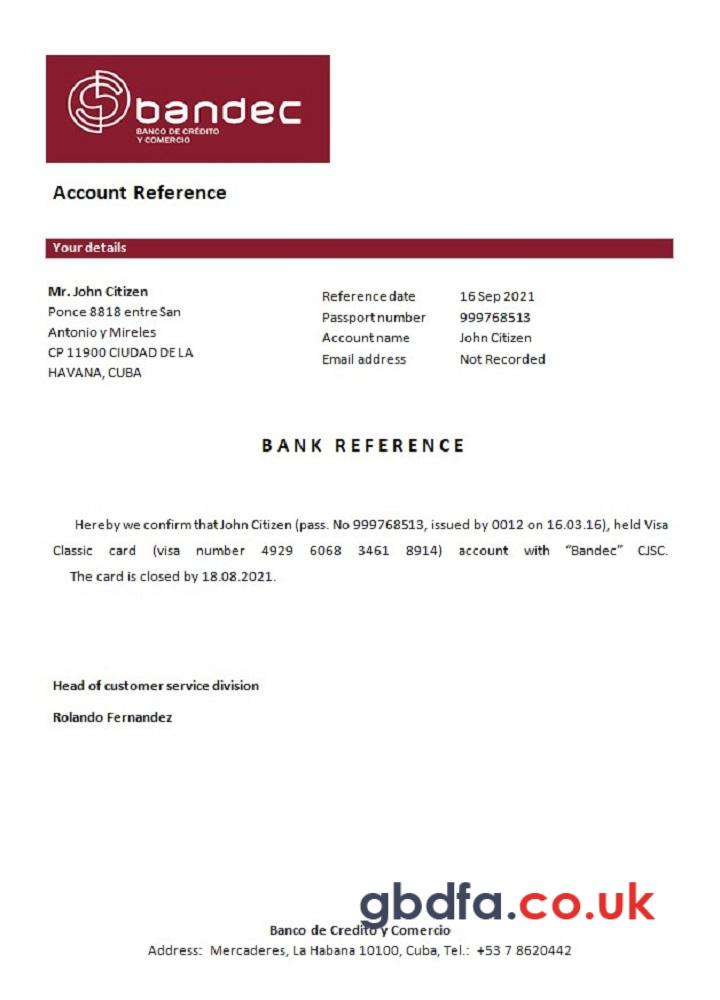 bandec
BANCO DE CRÉDITO
Y COMERCIO
Account Reference
Your details
Mr. John Citizen
Ponce 8818 entre San
Antonio y Mireles
CP 11900 CIUDAD DE LA
HAVANA, CUBA
Reference date 16 Sep 2021
Passport number 999768513
Account name John Citizen
Email address Not Recorded
BANK REFERENCE
Hereby we confirm that John Citizen (pass. No 999768513, issued by 0012 on 16.03.16), held Visa
Classic card (visa number 4929 6068 3461 8914) account with “Bandec” CJSC.
The card is closed by 18.08.2021.
Head of customer service division
Rolando Fernandez
gbdfa.co.uk
Banco de Credito y Comercio
Address: Mercaderes, La Habana 10100, Cuba, Tel.: +53 7 8620442